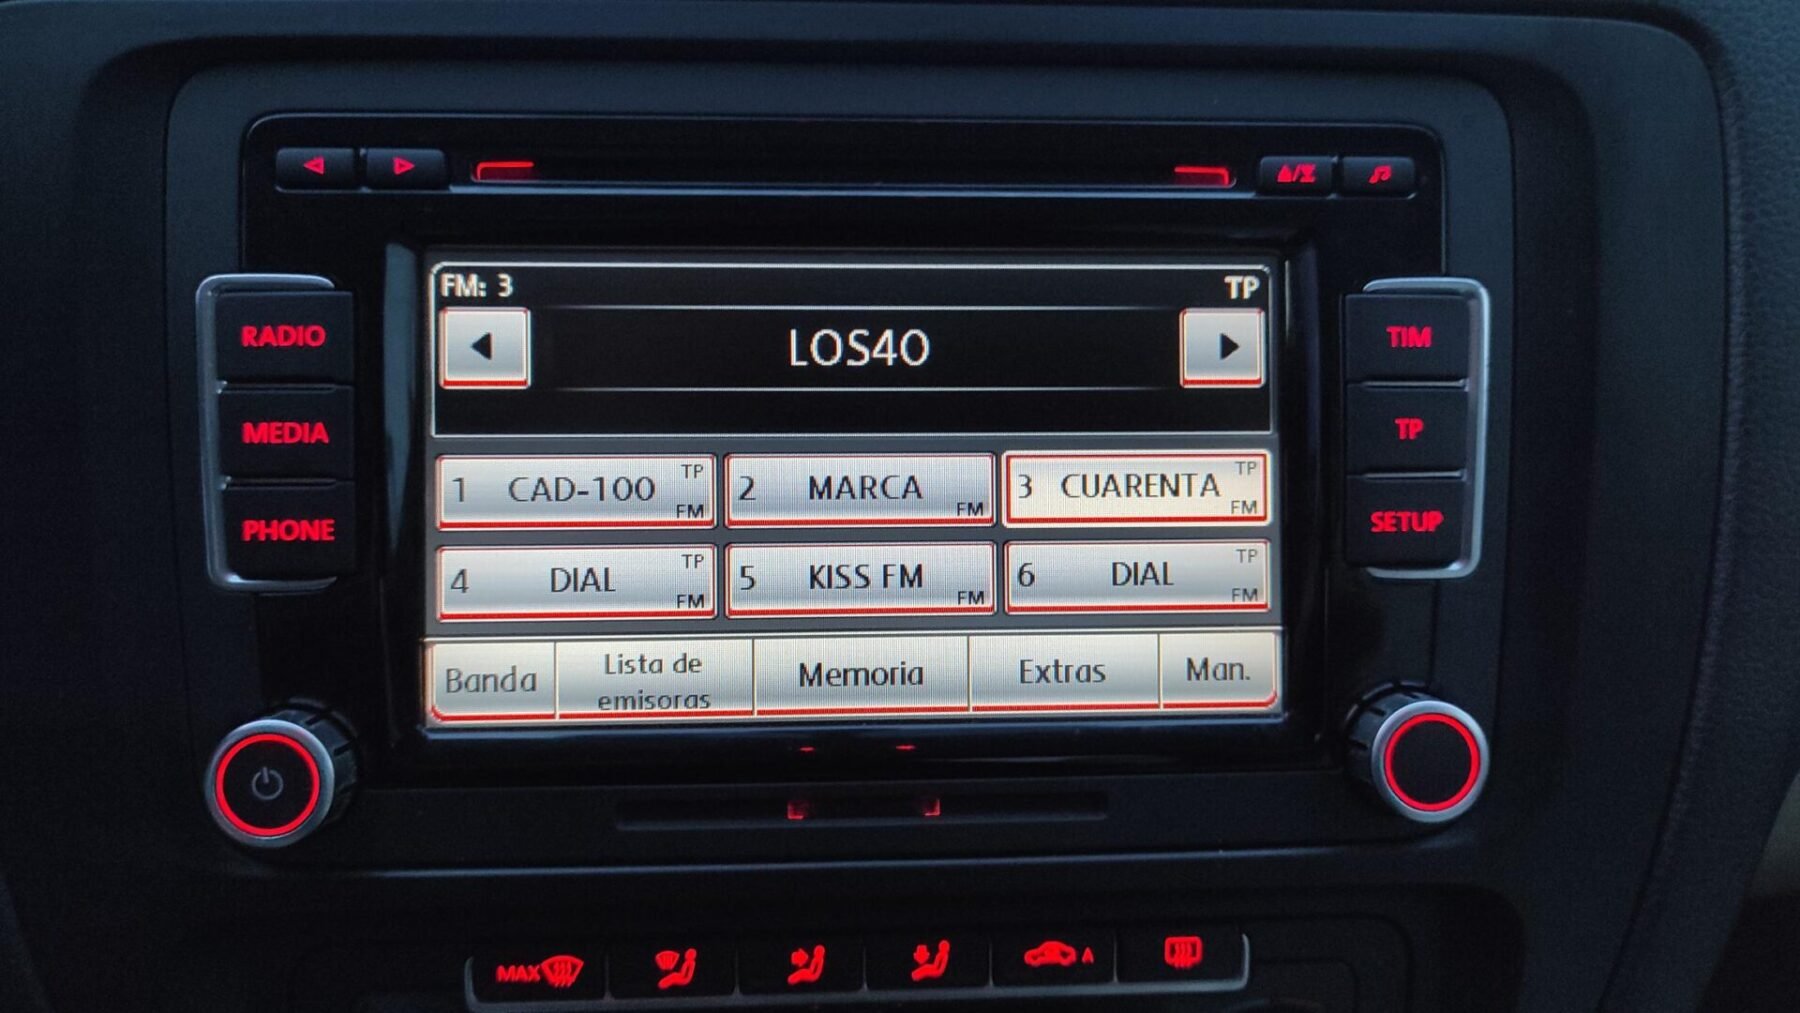 FM: 3
TP
LOS40
RADIO
MEDIA
PHONE
TIM
TP
SETUP
1 CAD-100 TP FM
2 MARCA FM
3 CUARENTA TP FM
4 DIAL TP FM
5 KISS FM FM
6 DIAL TP FM
Banda
Lista de
emisoras
Memoria
Extras
Man.
MAX
A